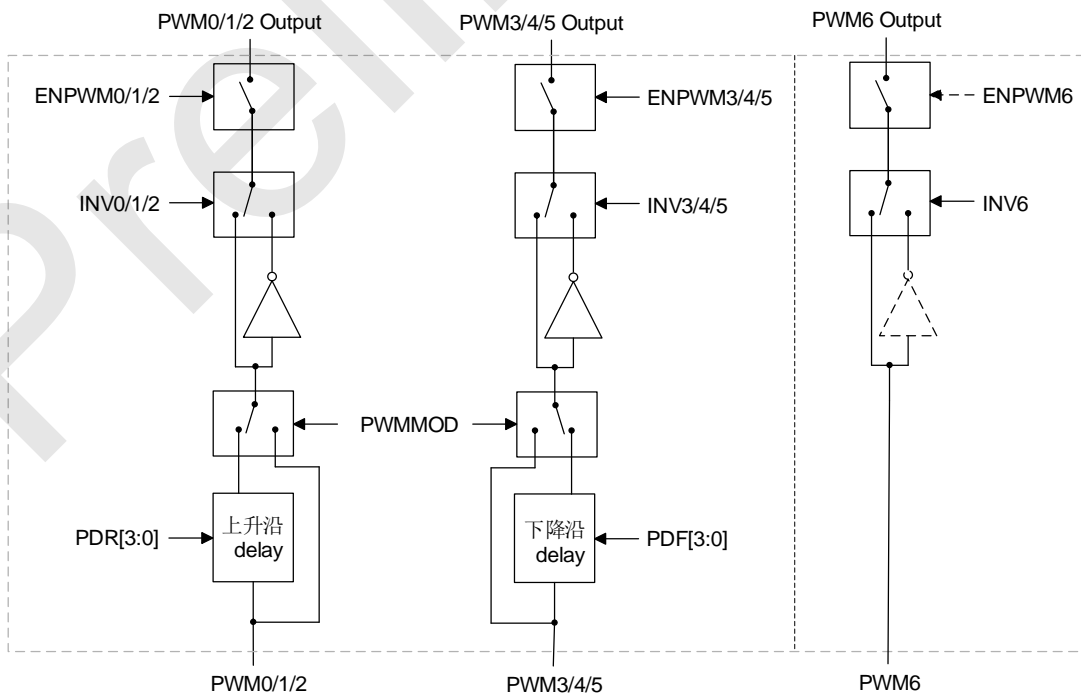 PWM0/1/2 Output
PWM3/4/5 Output
PWM6 Output
ENPWM0/1/2
ENPWM3/4/5
ENPWM6
INV0/1/2
INV3/4/5
INV6
PWMMOD
PDR[3:0]
上升沿
delay
下降沿
delay
PDF[3:0]
PWM0/1/2
PWM3/4/5
PWM6